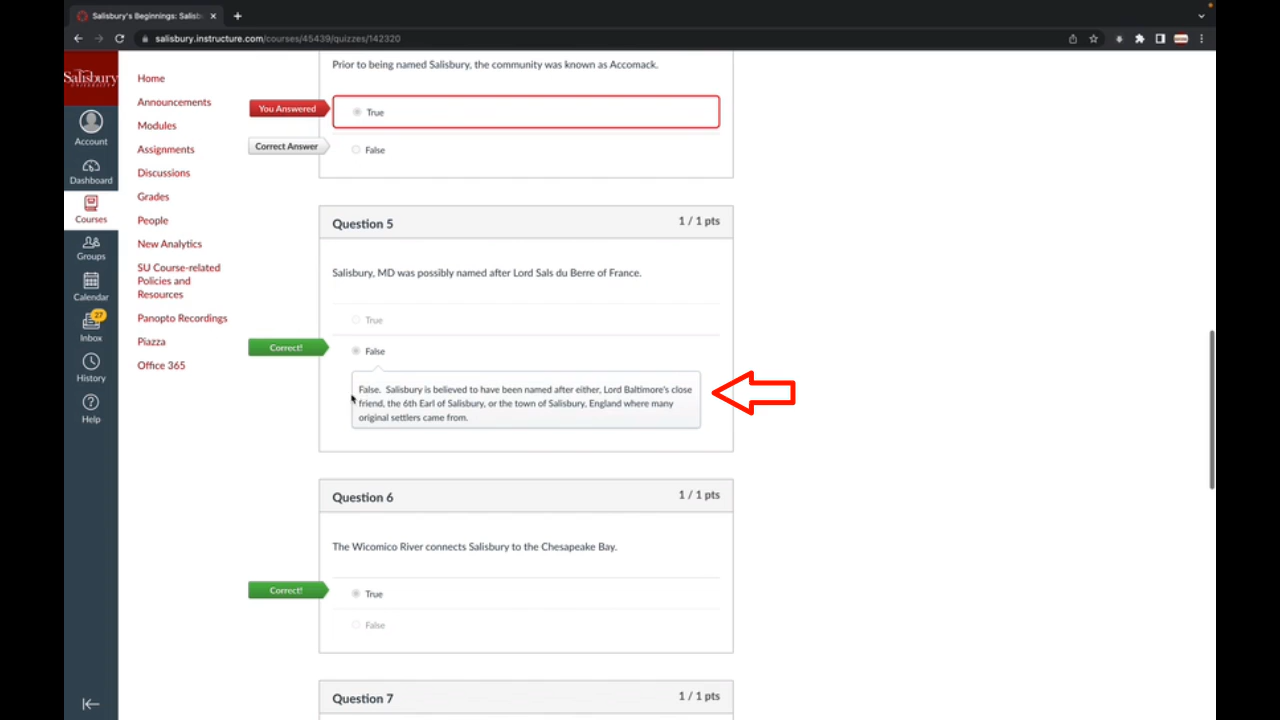 Salisbury's Beginnings: Salisb
salisbury.instructure.com/courses/45439/quizzes/142320
Salisbury
UNIVERSITY
Account
Dashboard
Courses
Groups
Calendar
27
Inbox
History
Help
Home
Announcements
Modules
Assignments
Discussions
Grades
People
New Analytics
SU Course-related
Policies and
Resources
Panopto Recordings
Piazza
Office 365
Prior to being named Salisbury, the community was known as Accomack.
You Answered
True
Correct Answer
False
Question 5
1 / 1 pts
Salisbury, MD was possibly named after Lord Sals du Berre of France.
True
Correct!
False
False.  Salisbury is believed to have been named after either, Lord Baltimore's close
friend, the 6th Earl of Salisbury, or the town of Salisbury, England where many
original settlers came from.
Question 6
1 / 1 pts
The Wicomico River connects Salisbury to the Chesapeake Bay.
Correct!
True
False
Question 7
1 / 1 pts